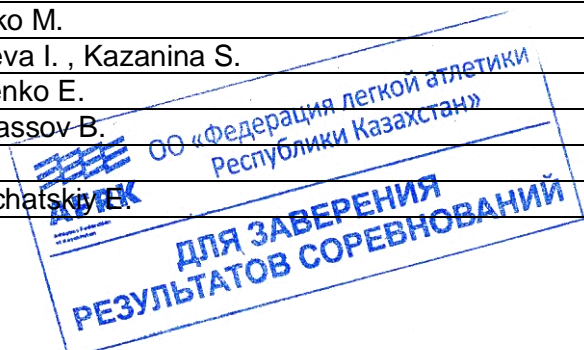 ko M.
eva I. , Kazanina S.
enko E.
assov B.
chatskiy E.
ОО «Федерация легкой атлетики
Республики Казахстан»
ДЛЯ ЗАВЕРЕНИЯ
РЕЗУЛЬТАТОВ СОРЕВНОВАНИЙ